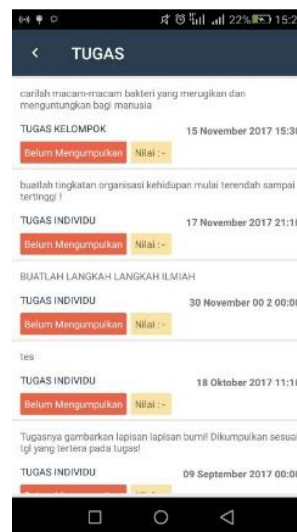 22% 15:2
TUGAS
carilah macam-macam bakteri yang merugikan dan
menguntungkan bagi manusia
TUGAS KELOMPOK
15 November 2017 15:30
Belum Mengumpulkan Nilai : -
buatlah tingkatan organisasi kehidupan mulai terendah sampai
tertinggi !
TUGAS INDIVIDU
17 November 2017 21:10
Belum Mengumpulkan Nilai : -
BUATLAH LANGKAH LANGKAH ILMIAH
TUGAS INDIVIDU
30 November 00 2 00:00
Belum Mengumpulkan Nilai : -
tes
TUGAS INDIVIDU
18 Oktober 2017 11:10
Belum Mengumpulkan Nilai : -
Tugasnya gambarkan lapisan lapisan bumi! Dikumpulkan sesuai
tgl yang tertera pada tugas!
TUGAS INDIVIDU
09 September 2017 00:00